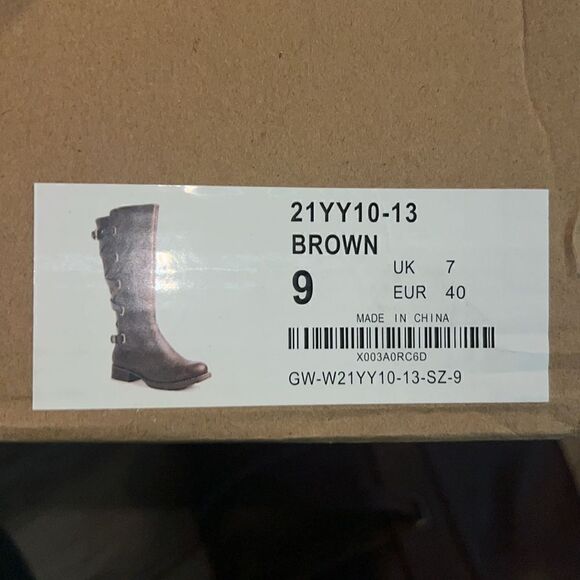 21YY10-13
BROWN
9 UK 7
EUR 40
MADE IN CHINA
X003A0RC6D
GW-W21YY10-13-SZ-9